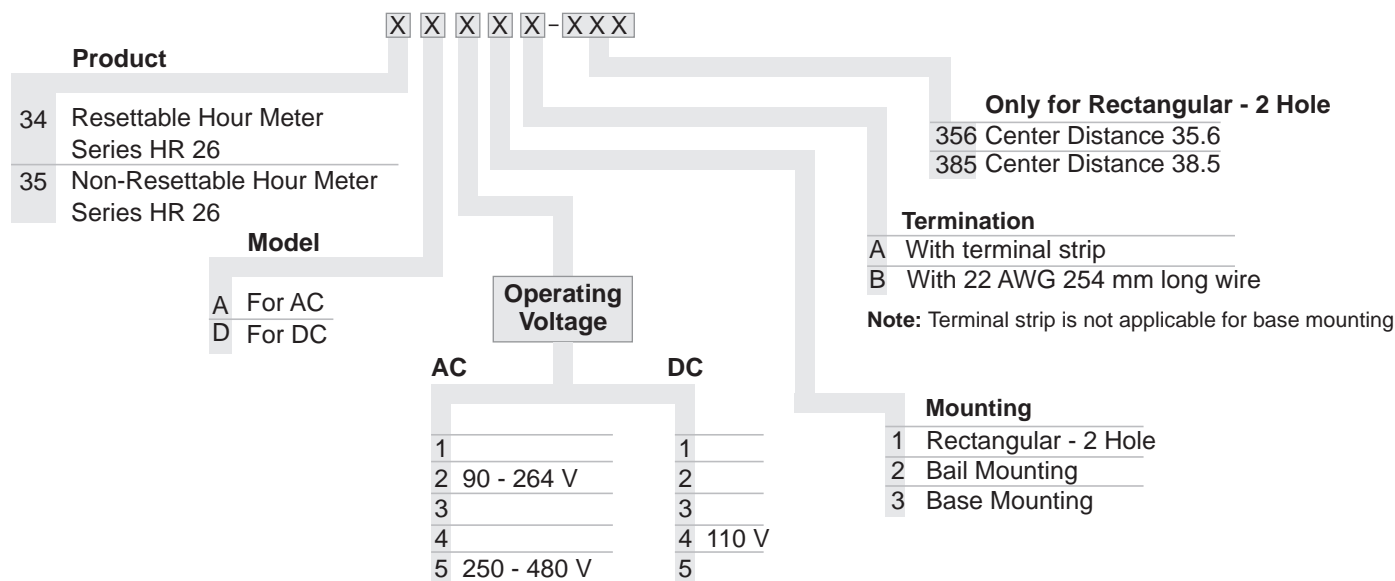 X X X X X - X X X
Product
34 Resettable Hour Meter
Series HR 26
35 Non-Resettable Hour Meter
Series HR 26
Model
A For AC
D For DC
Operating
Voltage
AC
1
2 90 - 264 V
3
4
5 250 - 480 V
DC
1
2
3
4 110 V
5
Only for Rectangular - 2 Hole
356 Center Distance 35.6
385 Center Distance 38.5
Termination
A With terminal strip
B With 22 AWG 254 mm long wire
Note: Terminal strip is not applicable for base mounting
Mounting
1 Rectangular - 2 Hole
2 Bail Mounting
3 Base Mounting